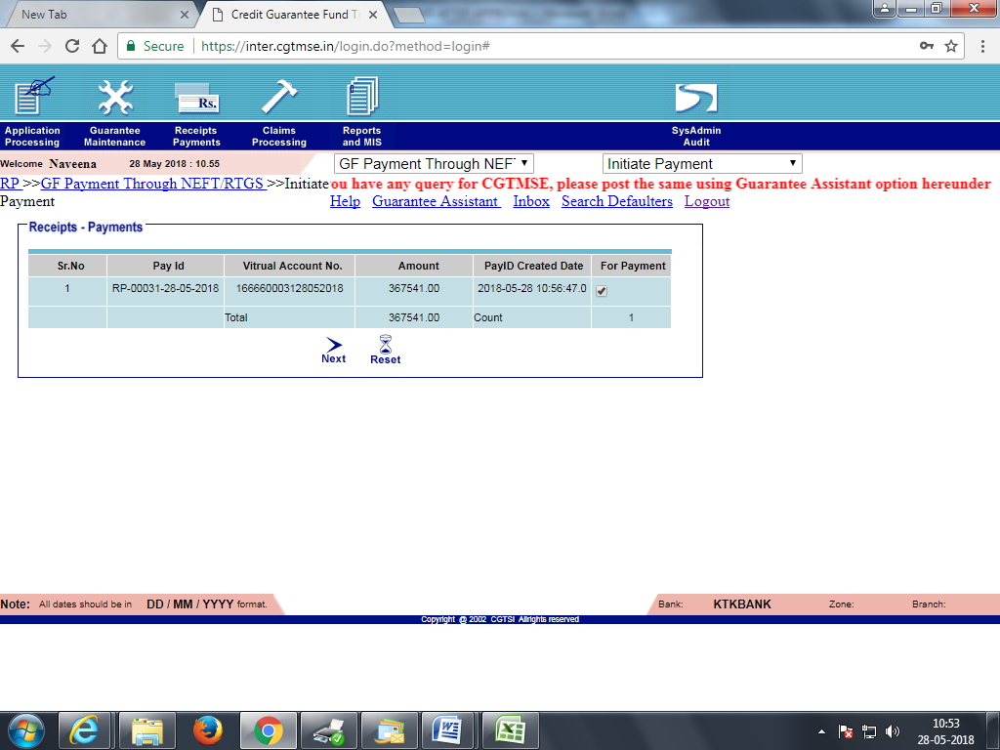 New Tab
Credit Guarantee Fund T
Secure https://inter.cgtmse.in/login.do?method=login#
Rs.
Application Processing
Guarantee Maintenance
Receipts Payments
Claims Processing
Reports and MIS
SysAdmin Audit
Welcome Naveena 28 May 2018 : 10.55
GF Payment Through NEFT
Initiate Payment
RP >>GF Payment Through NEFT/RTGS >>Initiate Payment
ou have any query for CGTMSE, please post the same using Guarantee Assistant option hereunder
Help Guarantee Assistant Inbox Search Defaulters Logout
Receipts - Payments
Sr.No Pay Id Vitrual Account No. Amount PayID Created Date For Payment
1 RP-00031-28-05-2018 166660003128052018 367541.00 2018-05-28 10:56:47.0
Total 367541.00 Count 1
Next Reset
Note: All dates should be in DD / MM / YYYY format.
Bank: KTKBANK Zone: Branch:
Copyright @ 2002 CGTSI Allrights reserved
10:53
28-05-2018